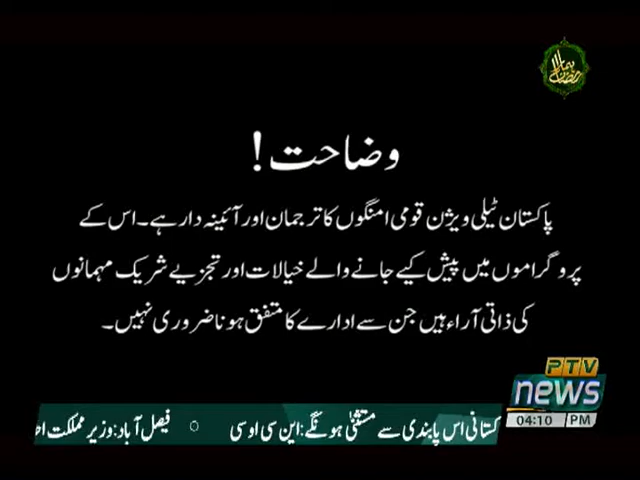 وضاحت!
پاکستان ٹیلی ویژن قومی امنگوں کا ترجمان اور آئینہ دار ہے۔ اس کے
پروگراموں میں پیش کیے جانے والے خیالات اور تجزیے شریک مہمانوں
کی ذاتی آراء ہیں جن سے ادارے کا متفق ہونا ضروری نہیں۔
PTV
news
04:10 PM
کستانی اس پابندی سے مستثنیٰ ہونگے: این سی او سی ○ فیصل آباد: وزیر مملکت